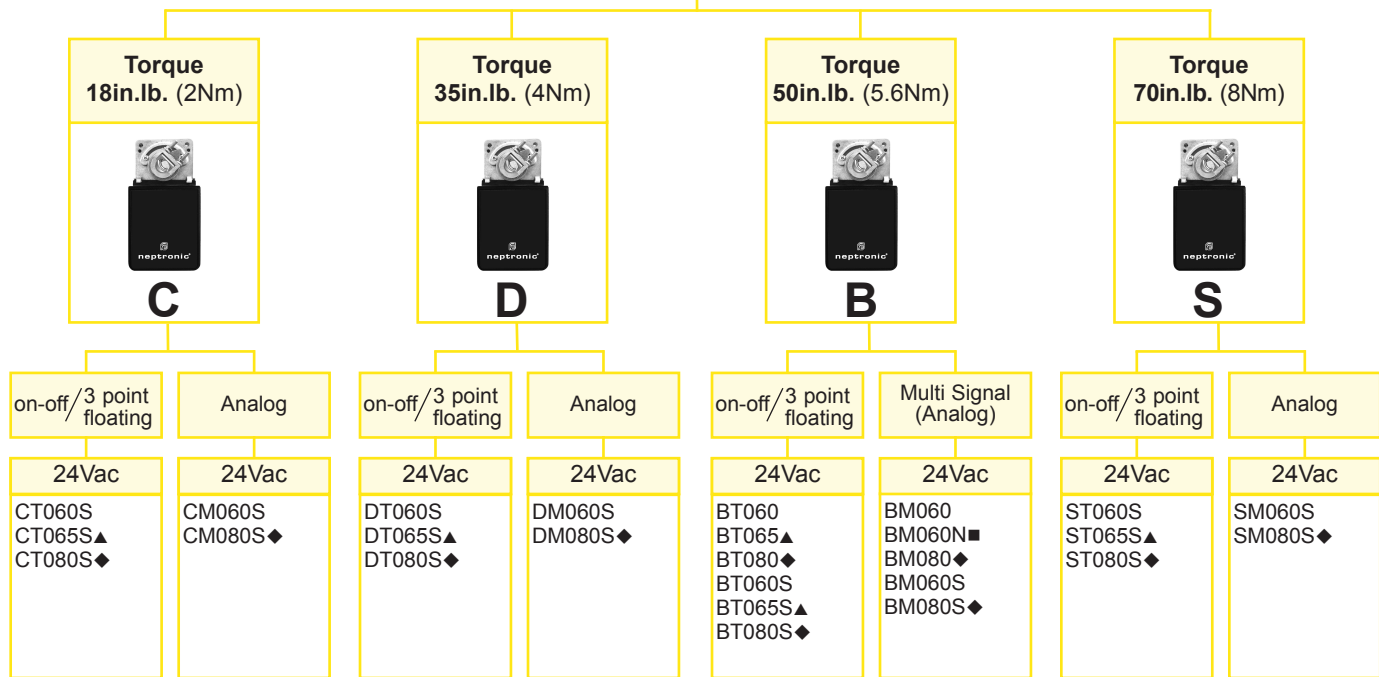 Torque
18in.lb. (2Nm)
neptronic
C
on-off/3 point
floating
24Vac
CT060S
CT065S▲
CT080S◆
Analog
24Vac
CM060S
CM080S◆
Torque
35in.lb. (4Nm)
neptronic
D
on-off/3 point
floating
24Vac
DT060S
DT065S▲
DT080S◆
Analog
24Vac
DM060S
DM080S◆
Torque
50in.lb. (5.6Nm)
neptronic
B
on-off/3 point
floating
24Vac
BT060
BT065▲
BT080◆
BT060S
BT065S▲
BT080S◆
Multi Signal
(Analog)
24Vac
BM060
BM060N■
BM080◆
BM060S
BM080S◆
Torque
70in.lb. (8Nm)
neptronic
S
on-off/3 point
floating
24Vac
ST060S
ST065S▲
ST080S◆
Analog
24Vac
SM060S
SM080S◆